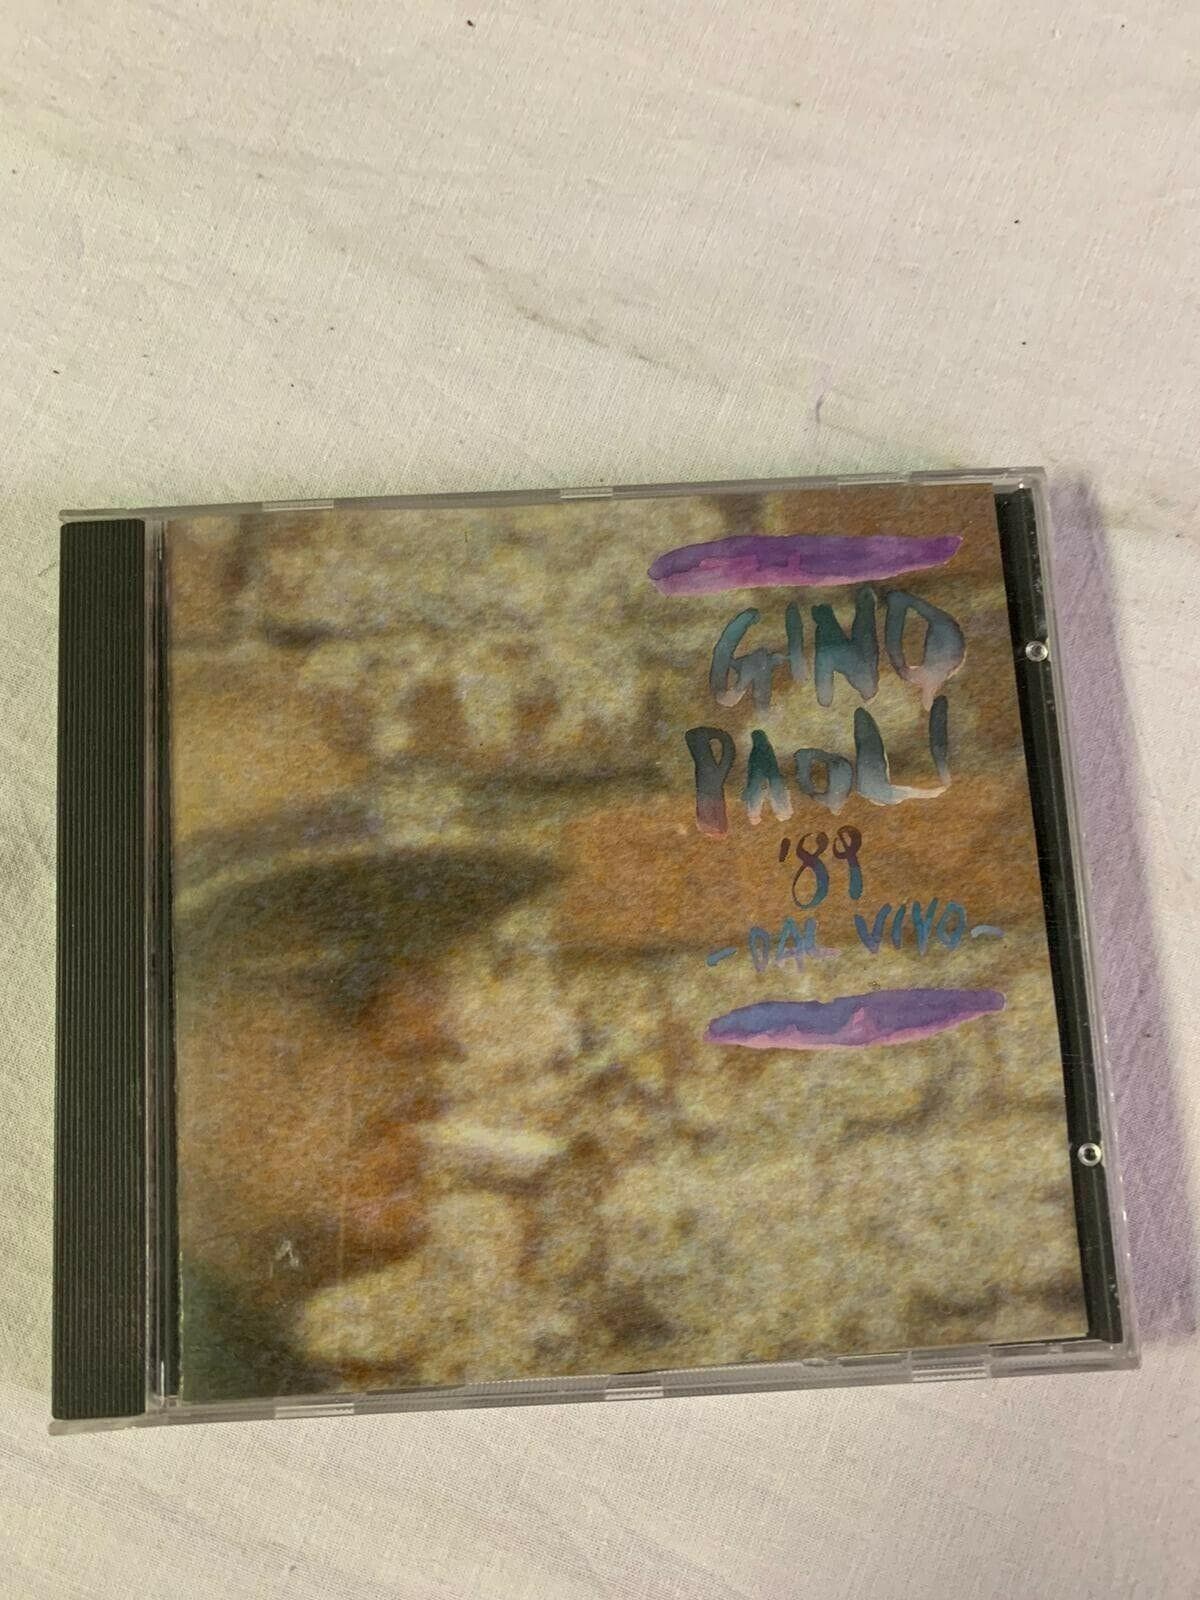 GINO
PAOLI
'89
- DAL VIVO -